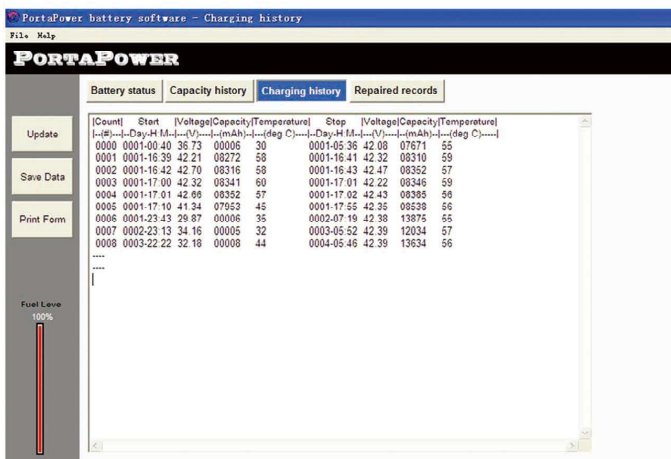 PortaPower battery software - Charging history
File Help
PORTAPOWER
Battery status Capacity history Charging history Repaired records
Update
Save Data
Print Form
Fuel Leve
100%
|Count| Start |Voltage|Capacity|Temperature| Stop |Voltage|Capacity|Temperature|
|--(#)---|--Day-H:M--|---(V)----|--(mAh)--|---(deg C)----|--Day-H:M--|---(V)----|--(mAh)--|---(deg C)-----|
0000 0001-00:40 36.73 00006 30 0001-05:36 42.08 07671 55
0001 0001-16:39 42.21 08272 58 0001-16:41 42.32 08310 59
0002 0001-16:42 42.70 08316 58 0001-16:43 42.47 08352 57
0003 0001-17:00 42.32 08341 60 0001-17:01 42.22 08346 59
0004 0001-17:01 42.66 08352 57 0001-17:02 42.43 08365 56
0005 0001-17:10 41.34 07953 45 0001-17:55 42.35 08538 56
0006 0001-23:43 29.87 00006 35 0002-07:19 42.38 13875 55
0007 0002-23:13 34.16 00005 32 0003-05:52 42.39 12034 57
0008 0003-22:22 32.18 00008 44 0004-05:46 42.39 13634 56
----
----